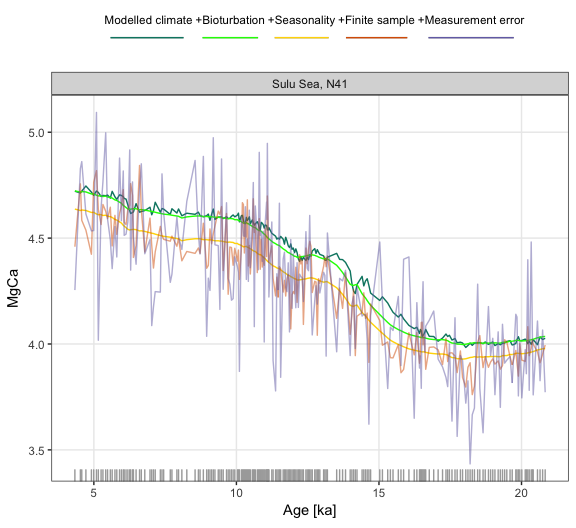 Modelled climate +Bioturbation +Seasonality +Finite sample +Measurement error
Sulu Sea, N41
5.0
4.5
4.0
3.5
MgCa
5 10 15 20
Age [ka]